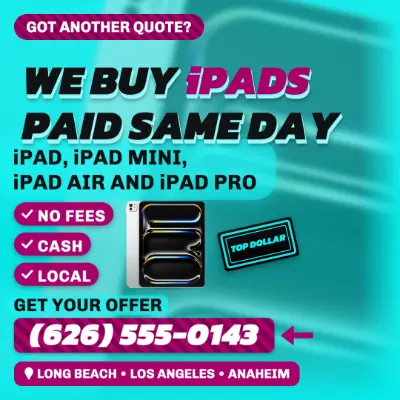 GOT ANOTHER QUOTE?
WE BUY iPADS
PAID SAME DAY
iPAD, iPAD MINI,
iPAD AIR AND iPAD PRO
NO FEES
CASH
LOCAL
TOP DOLLAR
GET YOUR OFFER
(626) 555-0143
LONG BEACH • LOS ANGELES • ANAHEIM